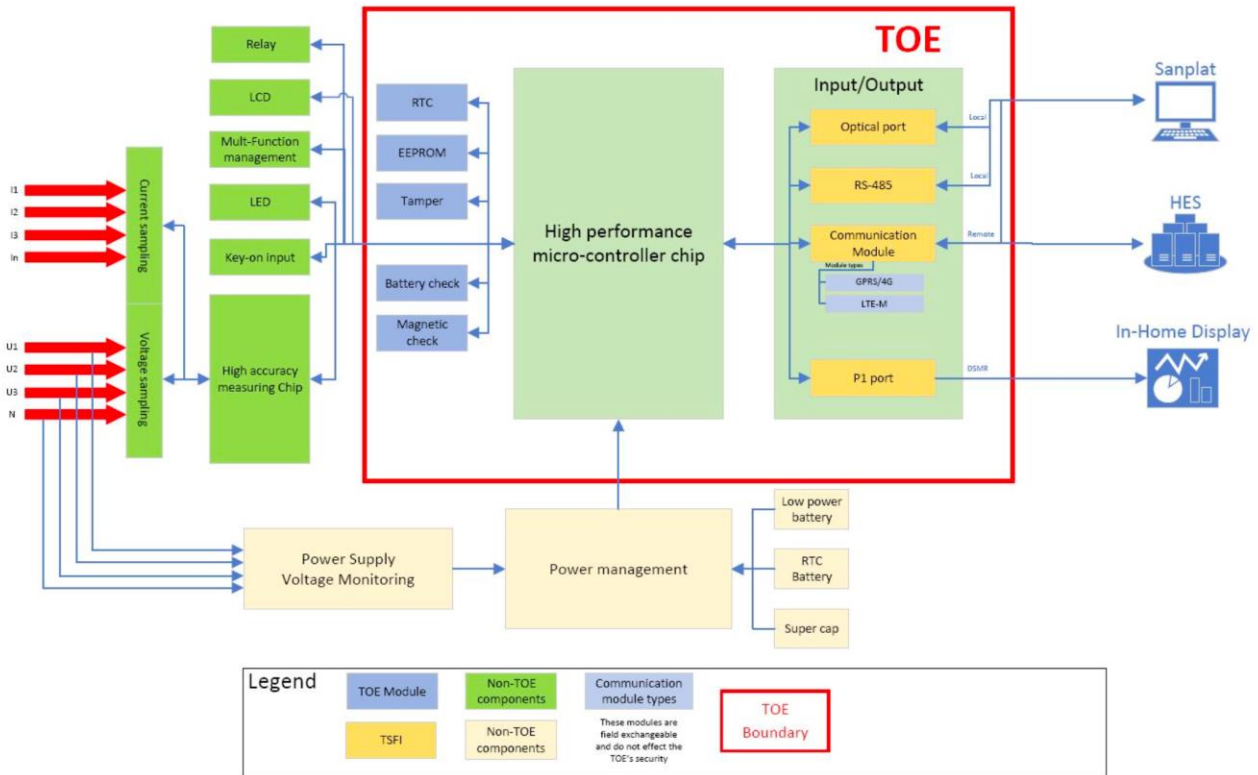 TOE
Relay
LCD
Mult-Function
management
LED
Key-on input
High accuracy
measuring Chip
Current sampling
Voltage sampling
I1
I2
I3
In
U1
U2
U3
N
RTC
EEPROM
Tamper
Battery check
Magnetic
check
High performance
micro-controller chip
Input/Output
Optical port
RS-485
Communication
Module
Module types
GPRS/4G
LTE-M
P1 port
Local
Local
Remote
DSMR
Sanplat
HES
In-Home Display
Power Supply
Voltage Monitoring
Power management
Low power
battery
RTC
Battery
Super cap
Legend
TOE Module
TSFI
Non-TOE
components
Non-TOE
components
Communication
module types
These modules are
field exchangeable
and do not effect the
TOE's security
TOE
Boundary